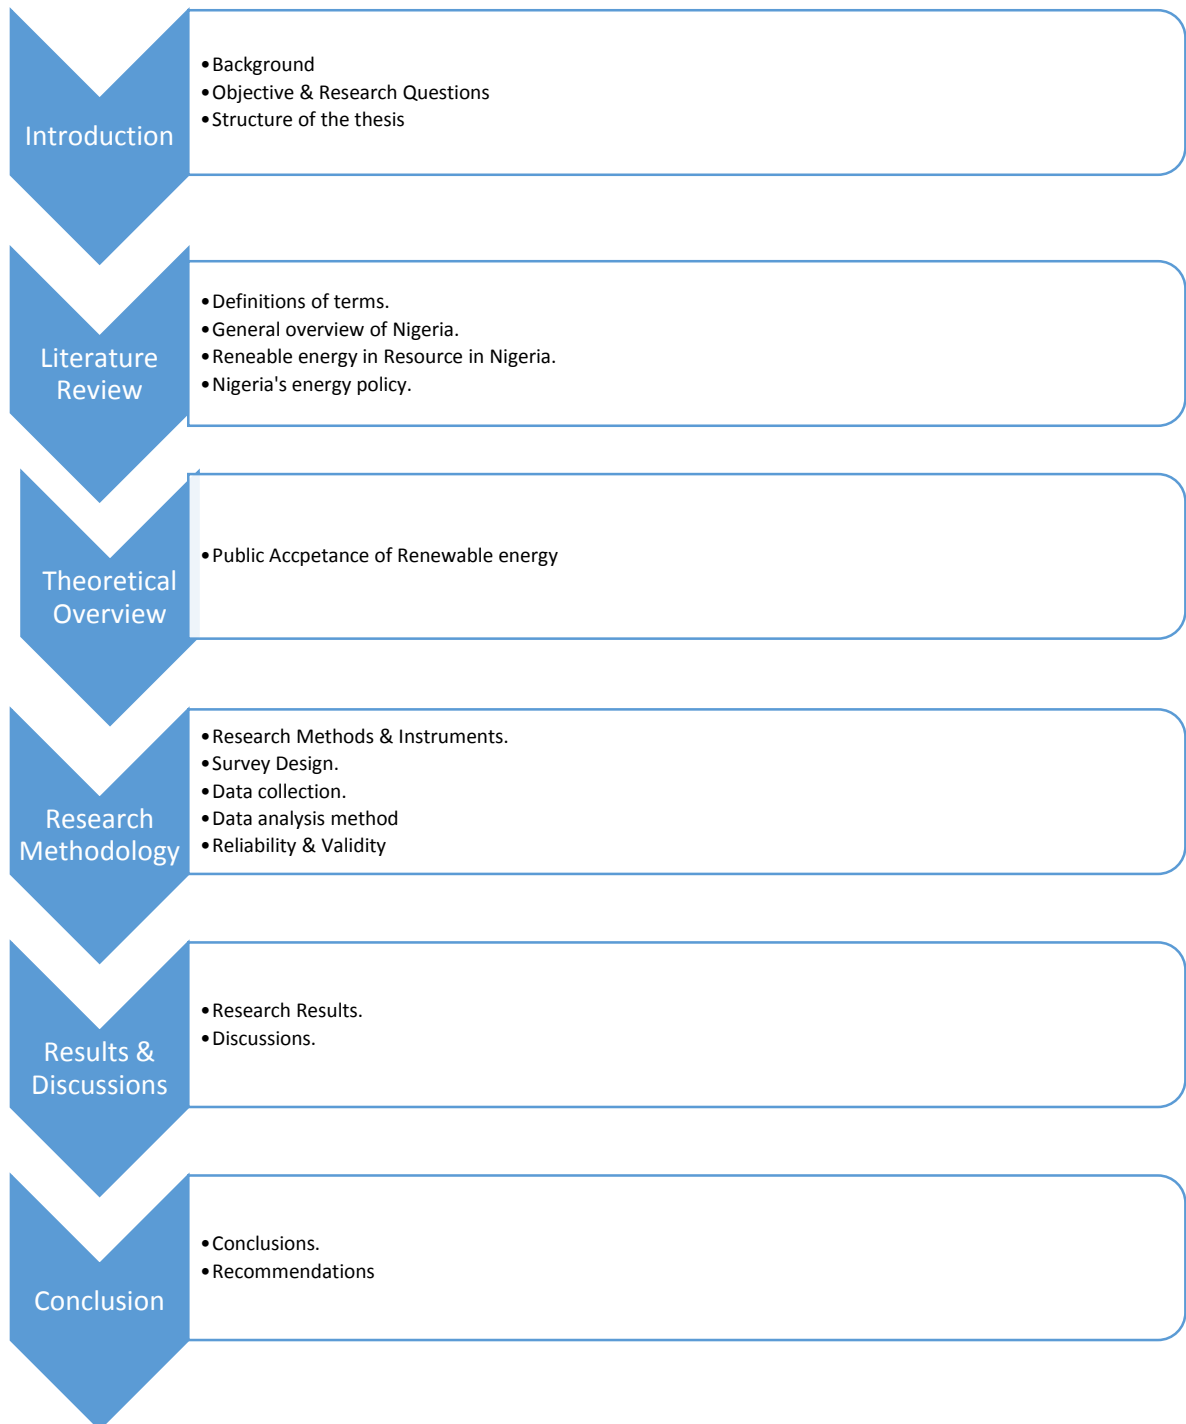 Introduction
•Background
•Objective & Research Questions
•Structure of the thesis
Literature
Review
•Definitions of terms.
•General overview of Nigeria.
•Reneable energy in Resource in Nigeria.
•Nigeria's energy policy.
Theoretical
Overview
•Public Accpetance of Renewable energy
Research
Methodology
•Research Methods & Instruments.
•Survey Design.
•Data collection.
•Data analysis method
•Reliability & Validity
Results &
Discussions
•Research Results.
•Discussions.
Conclusion
•Conclusions.
•Recommendations